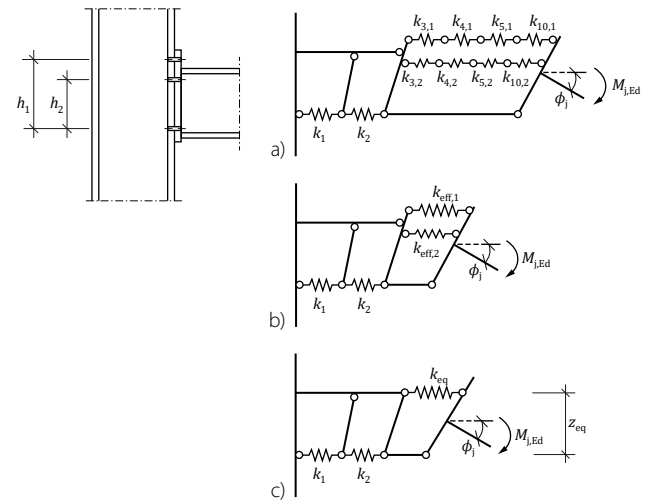 h₁
h₂
k₃,₁ k₄,₁ k₅,₁ k₁₀,₁
k₃,₂ k₄,₂ k₅,₂ k₁₀,₂
ϕⱼ
Mj,Ed
k₁ k₂
a)
keff,1
keff,2
ϕⱼ
Mj,Ed
k₁ k₂
b)
keq
zeq
ϕⱼ
Mj,Ed
k₁ k₂
c)